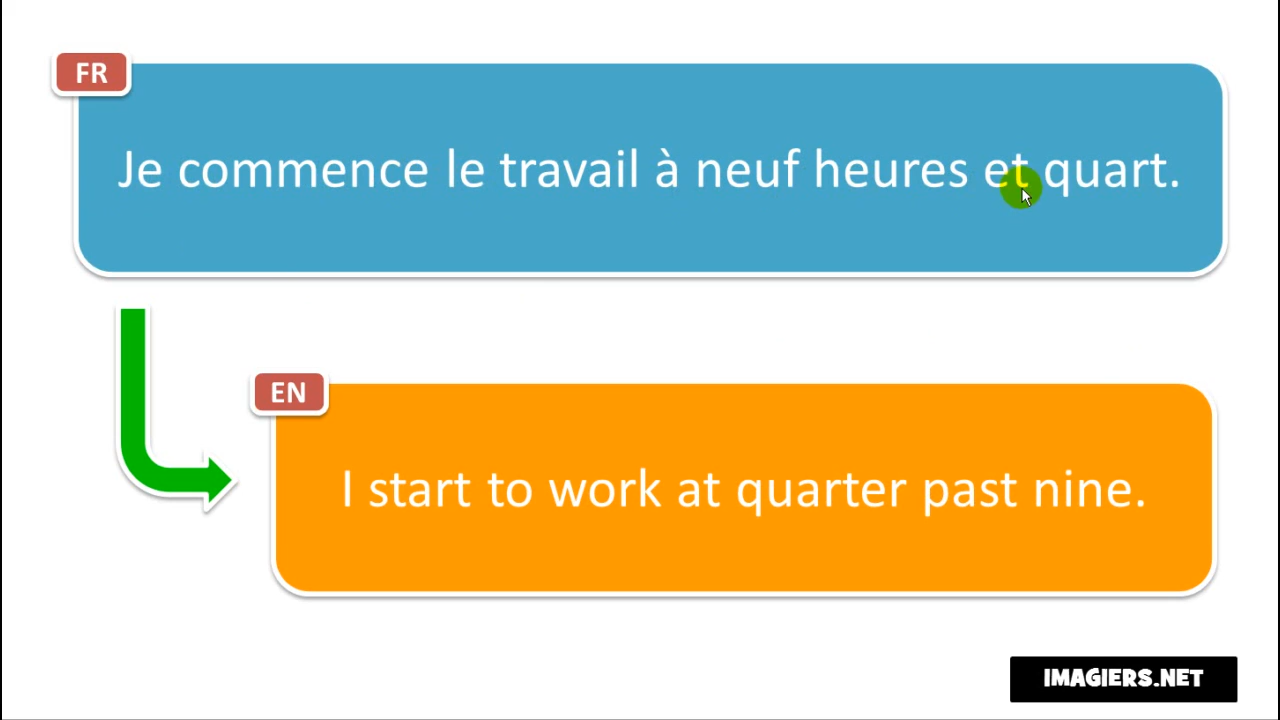 FR
Je commence le travail à neuf heures et quart.
EN
I start to work at quarter past nine.
IMAGIERS.NET